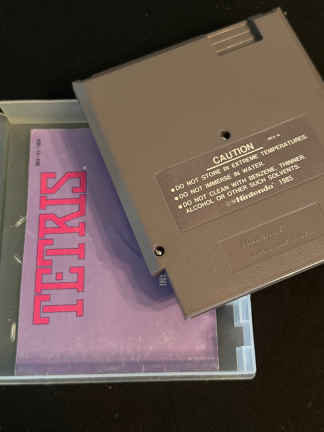 TETRIS
CAUTION
•DO NOT STORE IN EXTREME TEMPERATURES.
•DO NOT IMMERSE IN WATER.
•DO NOT CLEAN WITH BENZENE, THINNER,
ALCOHOL OR OTHER SUCH SOLVENTS.
©Nintendo® 1985
Nintendo